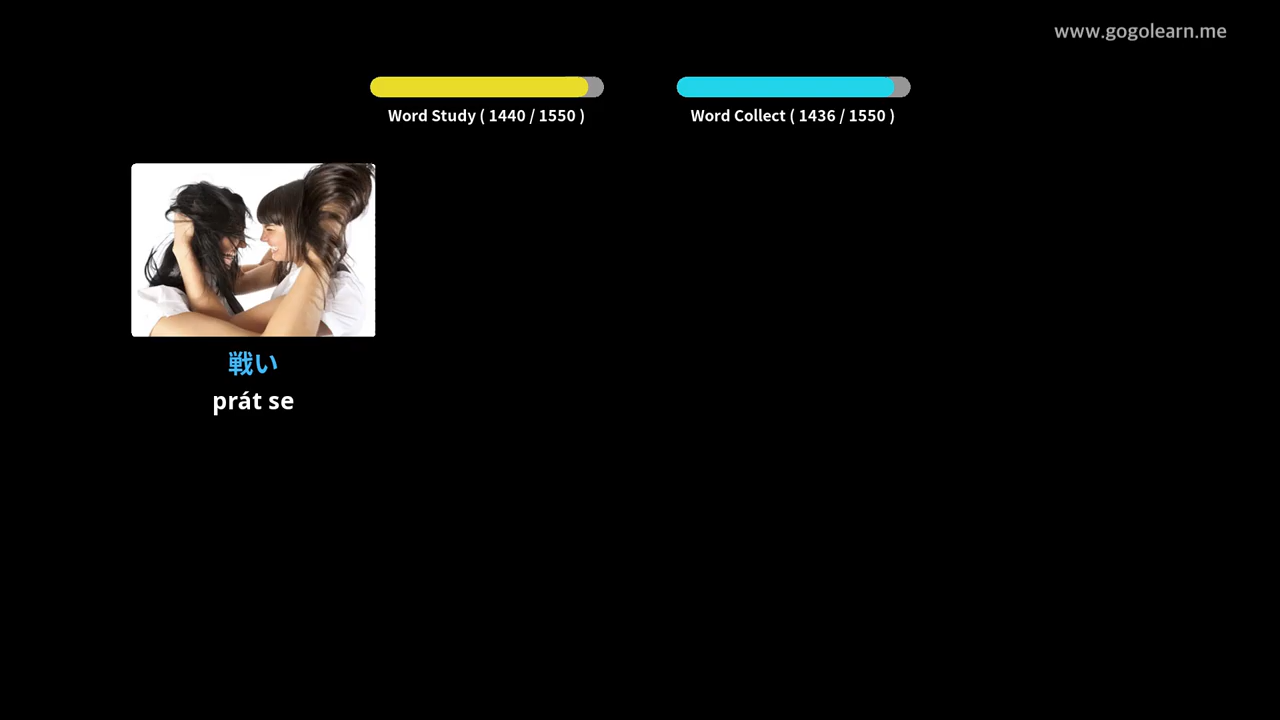 www.gogolearn.me
Word Study ( 1440 / 1550 )
Word Collect ( 1436 / 1550 )
戦い
prát se